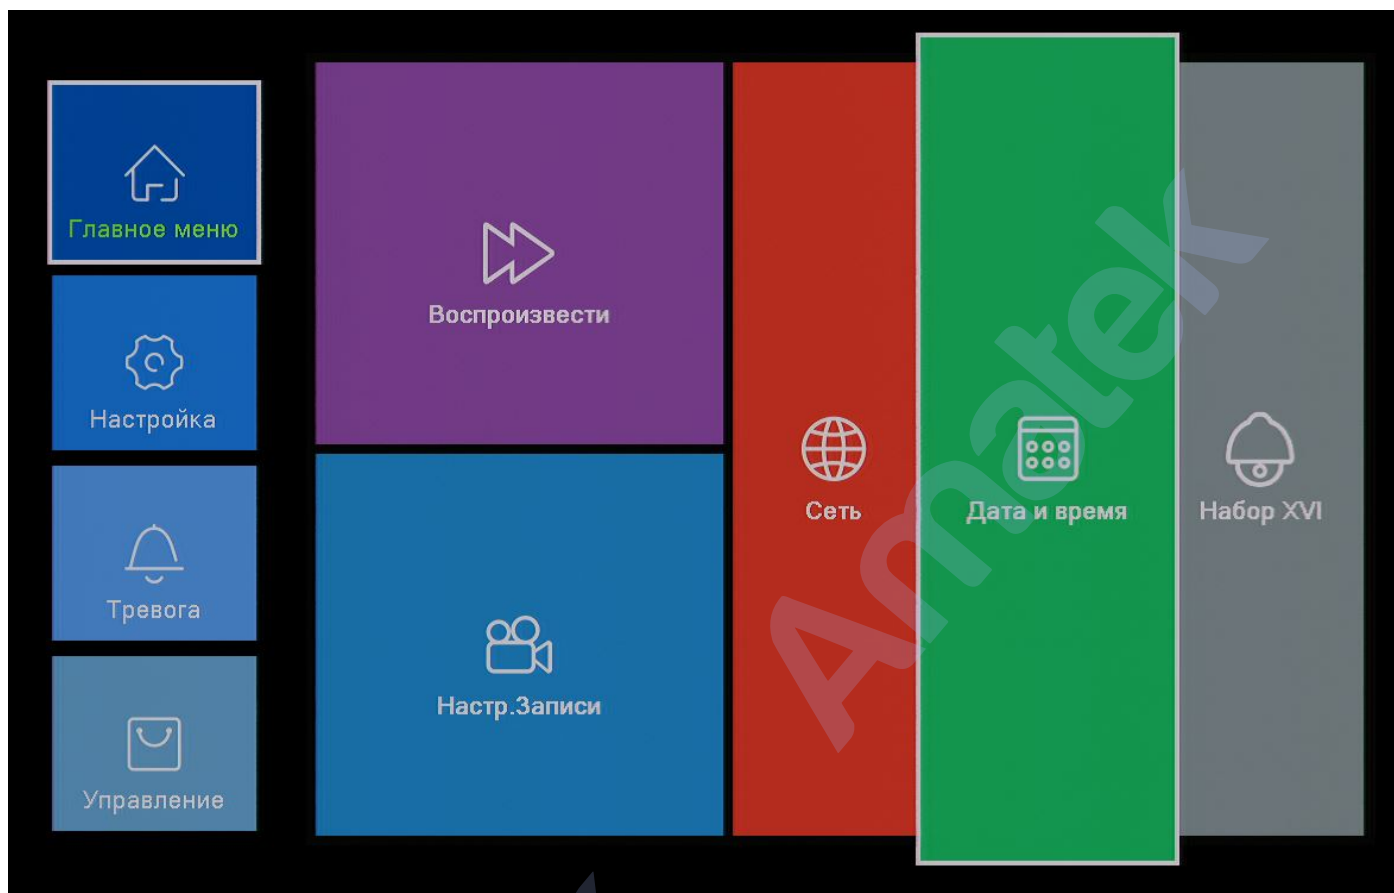 Главное меню
Настройка
Тревога
Управление
Воспроизвести
Настр.Записи
Сеть
Дата и время
Набор XVI
Amatek